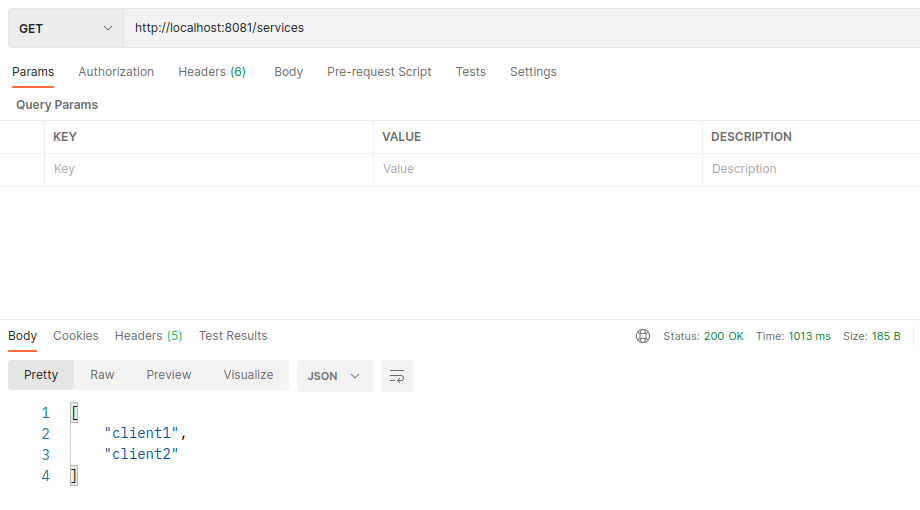 GET http://localhost:8081/services
Params Authorization Headers (6) Body Pre-request Script Tests Settings
Query Params
KEY VALUE DESCRIPTION
Key Value Description
Body Cookies Headers (5) Test Results Status: 200 OK Time: 1013 ms Size: 185 B
Pretty Raw Preview Visualize JSON
1 [
2 "client1",
3 "client2"
4 ]